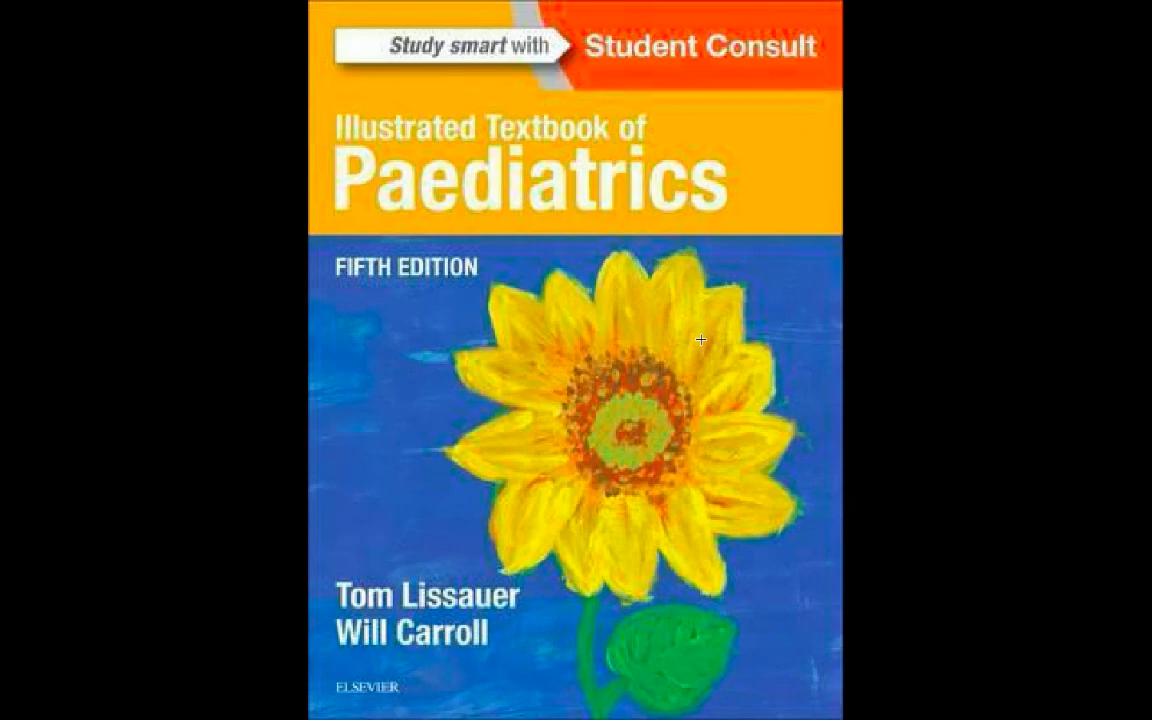 Study smart with
Student Consult
Illustrated Textbook of
Paediatrics
FIFTH EDITION
Tom Lissauer
Will Carroll
ELSEVIER